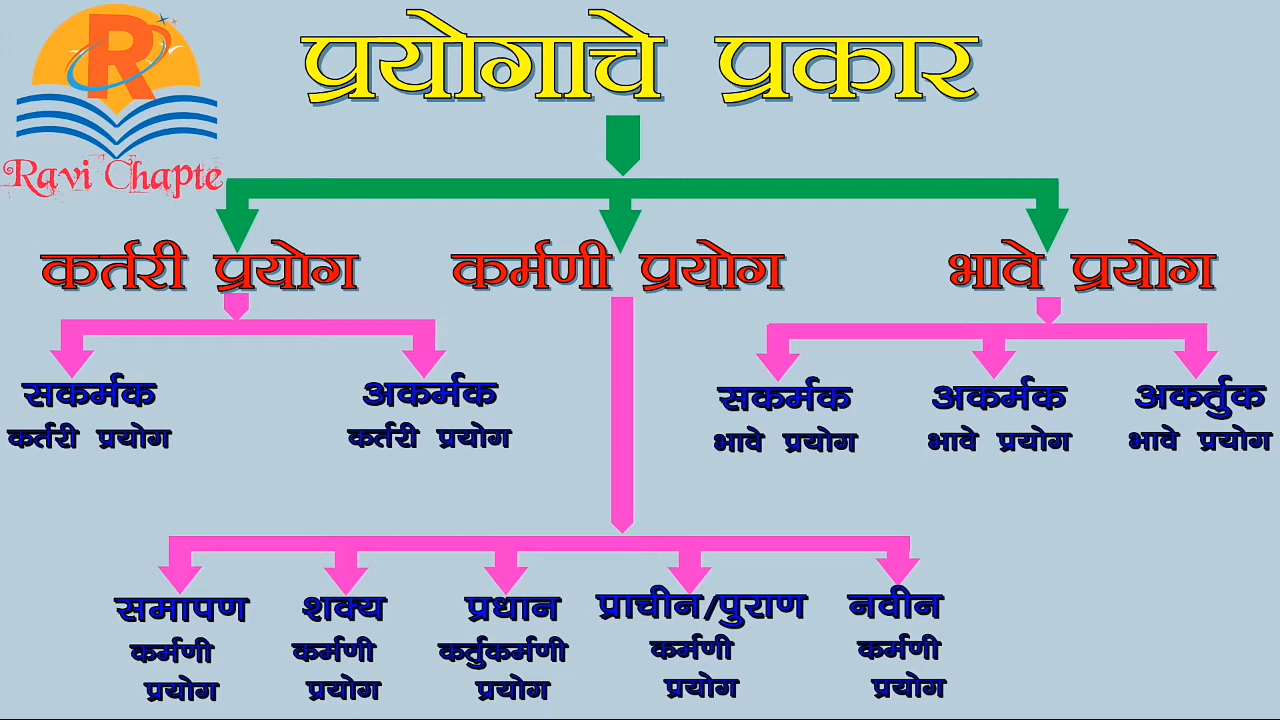 R
Ravi Chapte
प्रयोगाचे प्रकार
कर्तरी प्रयोग
कर्मणी प्रयोग
भावे प्रयोग
सकर्मक
कर्तरी प्रयोग
अकर्मक
कर्तरी प्रयोग
सकर्मक
भावे प्रयोग
अकर्मक
भावे प्रयोग
अकर्तुक
भावे प्रयोग
समापण
कर्मणी
प्रयोग
शक्य
कर्मणी
प्रयोग
प्रधान
कर्तुकर्मणी
प्रयोग
प्राचीन/पुराण
कर्मणी
प्रयोग
नवीन
कर्मणी
प्रयोग